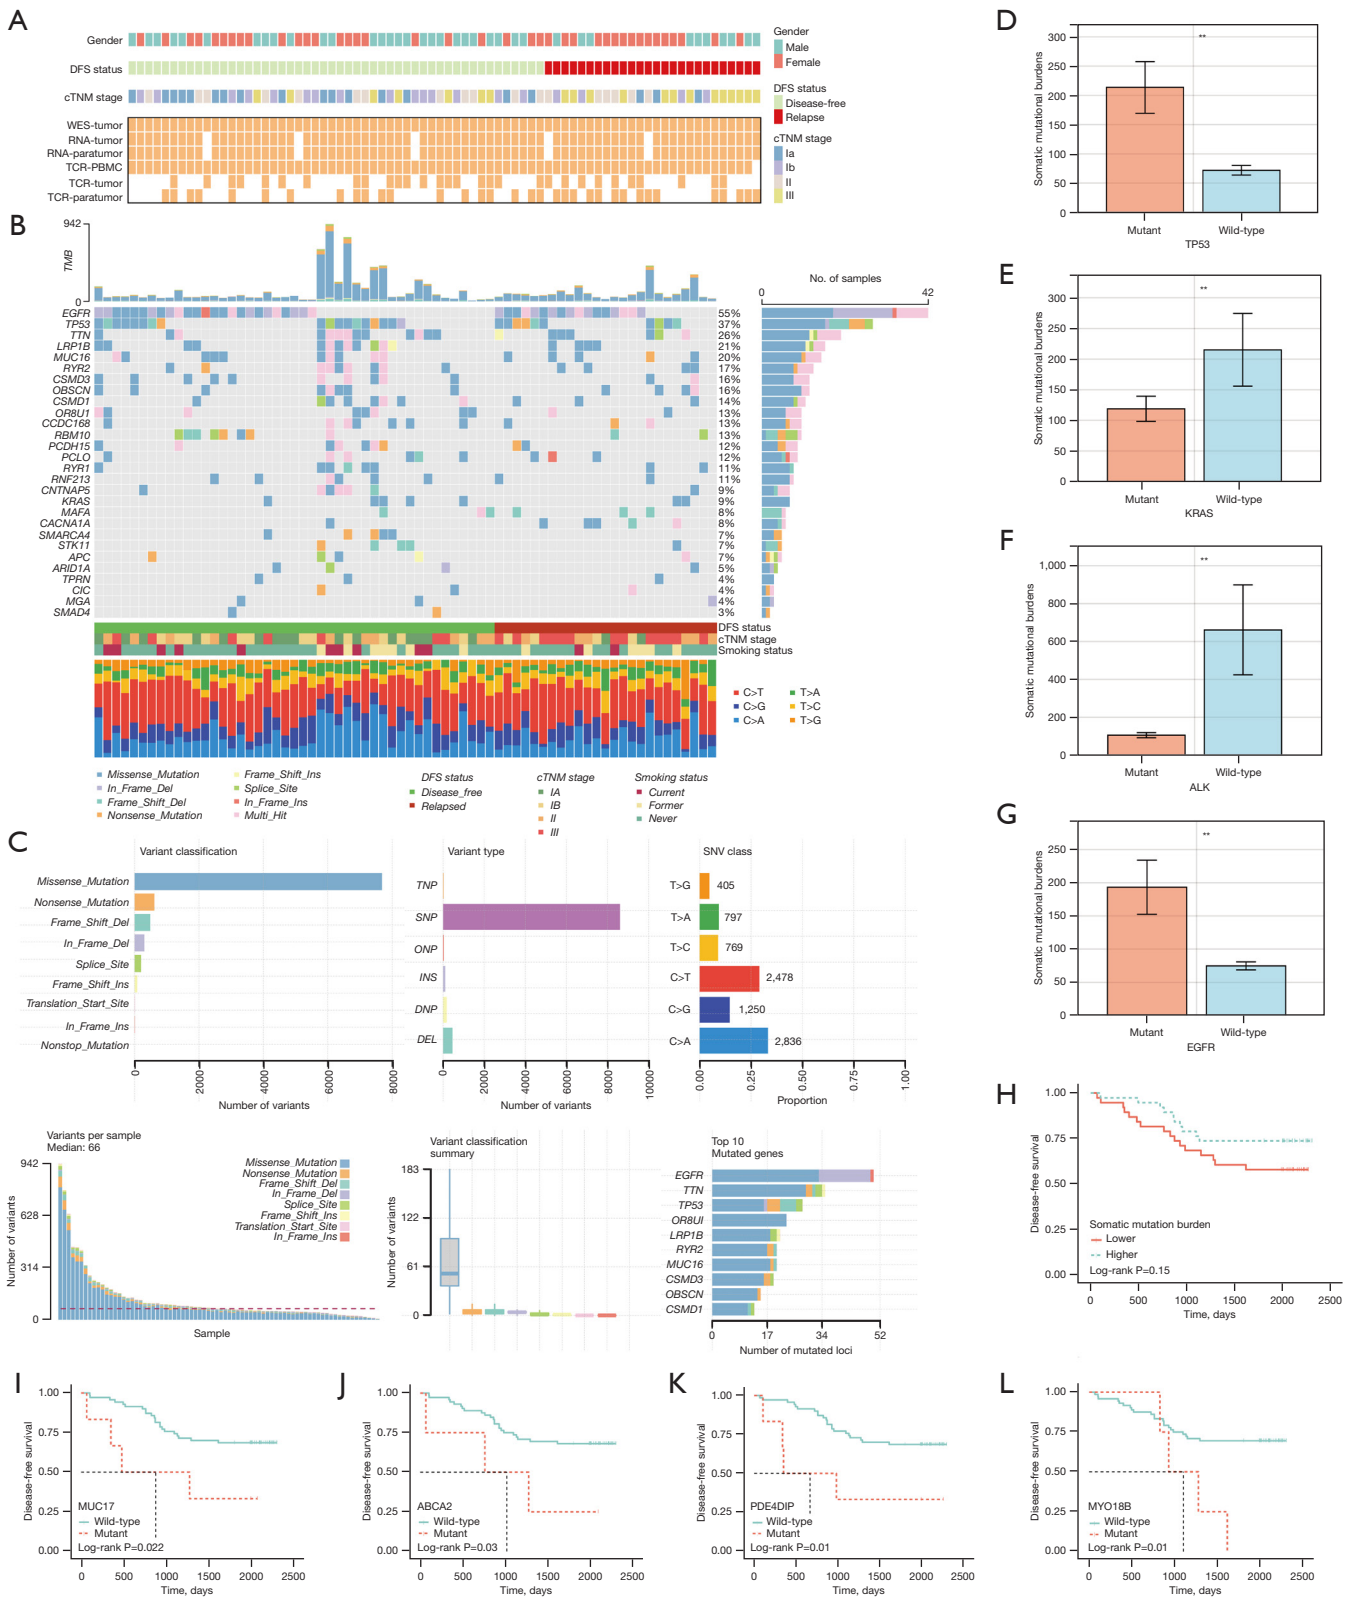 A
Gender
DFS status
cTNM stage
WES-tumor
RNA-tumor
RNA-paratumor
TCR-PBMC
TCR-tumor
TCR-paratumor
Gender
Male
Female
DFS status
Disease-free
Relapse
cTNM stage
Ia
Ib
II
III
B
942
TMB
0
No. of samples
0 42
EGFR 55%
TP53 37%
TTN 26%
LRP1B 21%
MUC16 20%
RYR2 17%
CSMD3 16%
OBSCN 16%
CSMD1 14%
OR8U1 13%
CCDC168 13%
RBM10 13%
PCDH15 12%
PCLO 12%
RYR1 11%
RNF213 11%
CNTNAP5 9%
KRAS 9%
MAFA 8%
CACNA1A 8%
SMARCA4 7%
STK11 7%
APC 7%
ARID1A 5%
TPRN 4%
CIC 4%
MGA 4%
SMAD4 3%
DFS status
cTNM stage
Smoking status
C>T T>A
C>G T>C
C>A T>G
Missense_Mutation Frame_Shift_Ins
In_Frame_Del Splice_Site
Frame_Shift_Del In_Frame_Ins
Nonsense_Mutation Multi_Hit
DFS status
Disease_free
Relapsed
cTNM stage
IA
IB
II
III
Smoking status
Current
Former
Never
C
Variant classification
Missense_Mutation
Nonsense_Mutation
Frame_Shift_Del
In_Frame_Del
Splice_Site
Frame_Shift_Ins
Translation_Start_Site
In_Frame_Ins
Nonstop_Mutation
0 20000 40000 60000 8000
Number of variants
Variant type
TNP
SNP
ONP
INS
DNP
DEL
0 20000 40000 60000 80000 10000
Number of variants
SNV class
T>G 405
T>A 797
T>C 769
C>T 2,478
C>G 1,250
C>A 2,836
0.00 0.25 0.50 0.75 1.00
Proportion
Variants per sample
Median: 66
942
628
314
0
Number of variants
Sample
Missense_Mutation
Nonsense_Mutation
Frame_Shift_Del
In_Frame_Del
Splice_Site
Frame_Shift_Ins
Translation_Start_Site
In_Frame_Ins
Variant classification
summary
183
122
61
0
Number of variants
Top 10
Mutated genes
EGFR
TTN
TP53
OR8UI
LRP1B
RYR2
MUC16
CSMD3
OBSCN
CSMD1
0 17 34 52
Number of mutated loci
D
Somatic mutational burdens
300
250
200
150
100
50
0
**
Mutant Wild-type
TP53
E
Somatic mutational burdens
300
250
200
150
100
50
0
**
Mutant Wild-type
KRAS
F
Somatic mutational burdens
1,000
800
600
400
200
0
**
Mutant Wild-type
ALK
G
Somatic mutational burdens
250
200
150
100
50
0
**
Mutant Wild-type
EGFR
H
Disease-free survival
1.00
0.75
0.50
0.25
0.00
Somatic mutation burden
Lower
Higher
Log-rank P=0.15
0 500 1000 1500 2000 2500
Time, days
I
Disease-free survival
1.00
0.75
0.50
0.25
0.00
MUC17
Wild-type
Mutant
Log-rank P=0.022
0 500 1000 1500 2000 2500
Time, days
J
Disease-free survival
1.00
0.75
0.50
0.25
0.00
ABCA2
Wild-type
Mutant
Log-rank P=0.03
0 500 1000 1500 2000 2500
Time, days
K
Disease-free survival
1.00
0.75
0.50
0.25
0.00
PDE4DIP
Wild-type
Mutant
Log-rank P=0.01
0 500 1000 1500 2000 2500
Time, days
L
Disease-free survival
1.00
0.75
0.50
0.25
0.00
MYO18B
Wild-type
Mutant
Log-rank P=0.01
0 500 1000 1500 2000 2500
Time, days